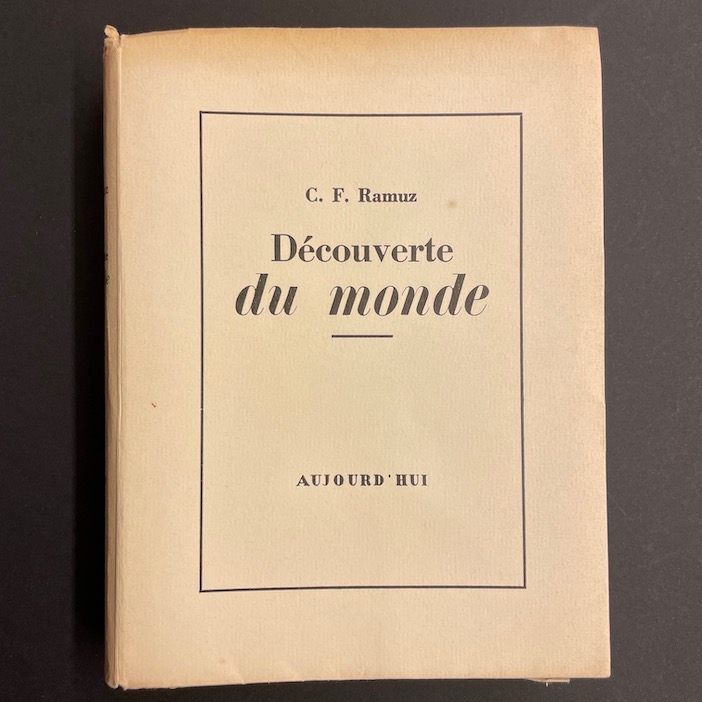 C. F. Ramuz
Découverte
du monde
AUJOURD'HUI